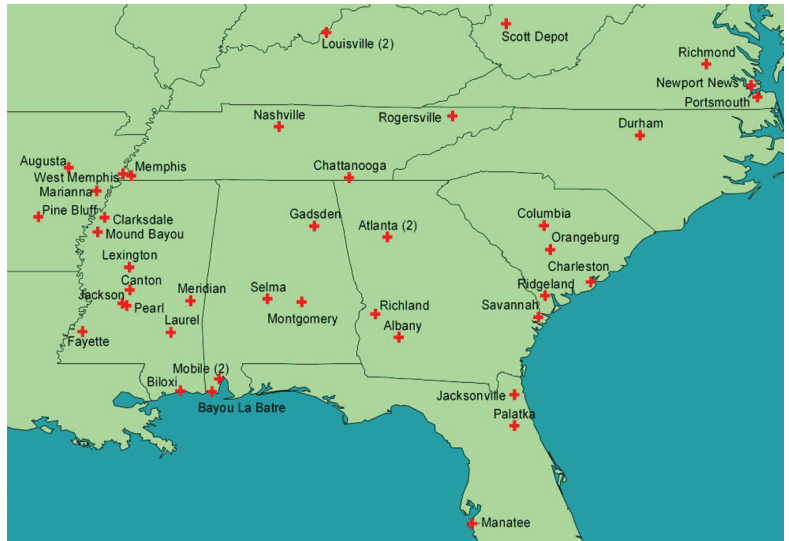 Louisville (2)
Scott Depot
Richmond
Newport News
Portsmouth
Nashville
Rogersville
Durham
Augusta
West Memphis
Memphis
Marianna
Chattanooga
Pine Bluff
Clarksdale
Mound Bayou
Gadsden
Atlanta (2)
Columbia
Orangeburg
Lexington
Canton
Charleston
Jackson
Pearl
Meridian
Selma
Montgomery
Ridgeland
Savannah
Richland
Albany
Laurel
Fayette
Mobile (2)
Biloxi
Bayou La Batre
Jacksonville
Palatka
Manatee